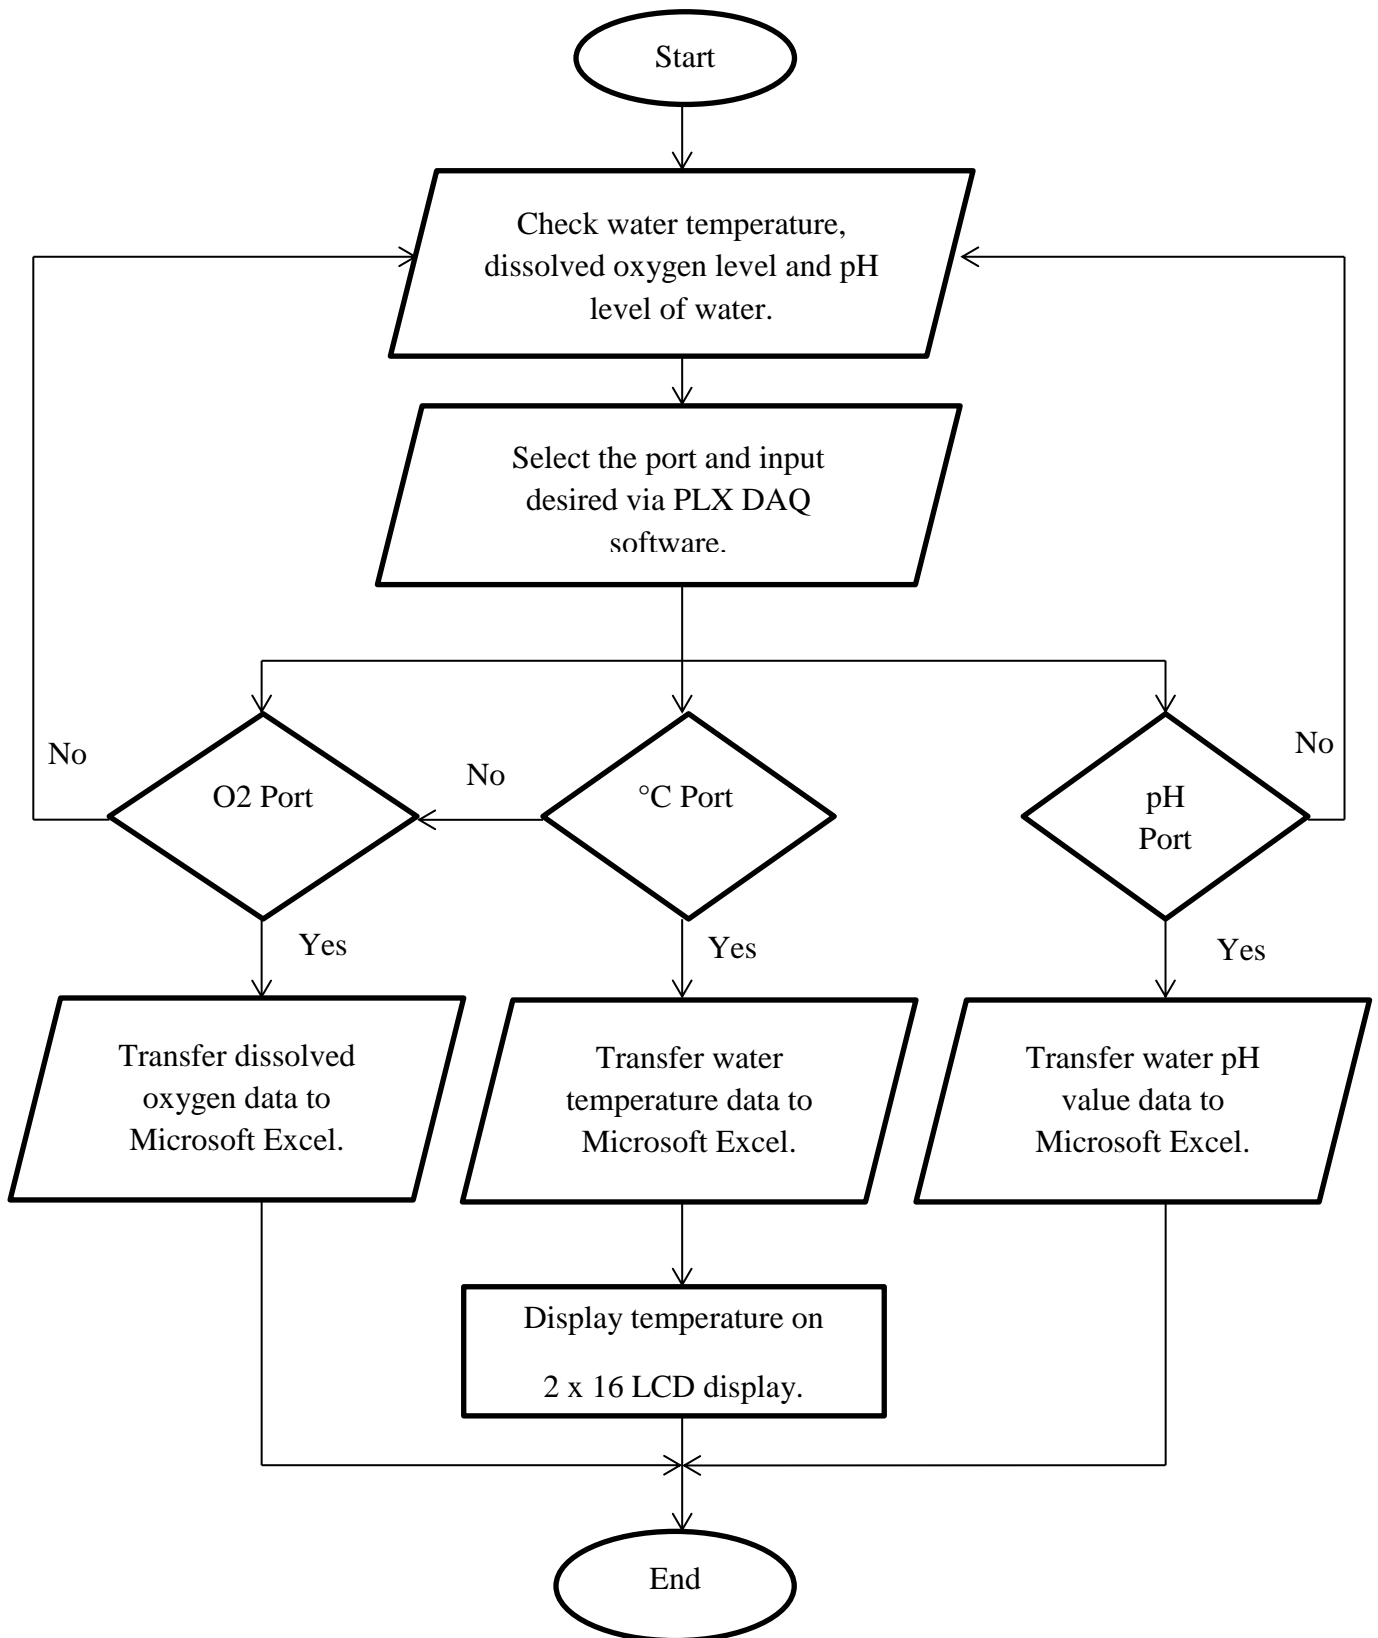 Start
Check water temperature,
dissolved oxygen level and pH
level of water.
Select the port and input
desired via PLX DAQ
software.
No
O2 Port
No
°C Port
pH
Port
No
Yes
Yes
Yes
Transfer dissolved
oxygen data to
Microsoft Excel.
Transfer water
temperature data to
Microsoft Excel.
Transfer water pH
value data to
Microsoft Excel.
Display temperature on
2 x 16 LCD display.
End